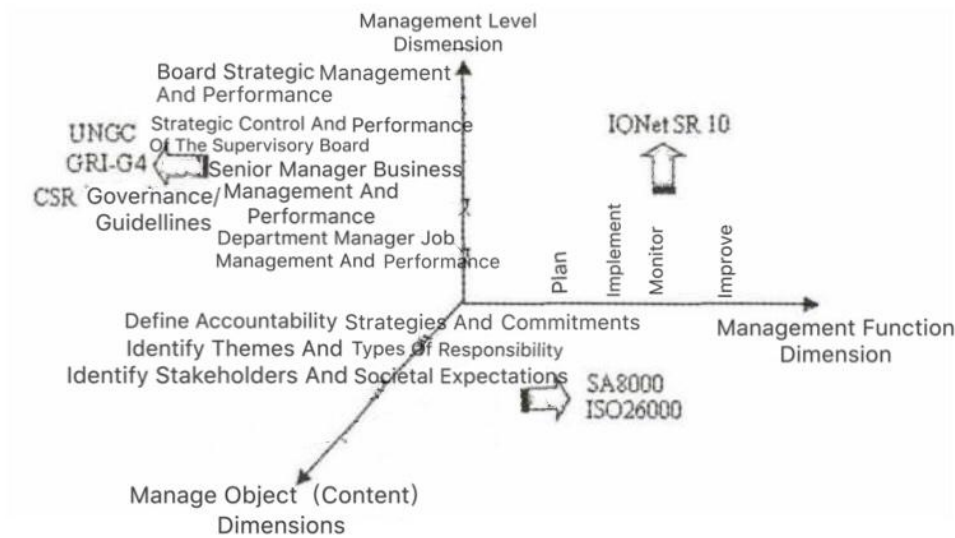 Management Level
Dismension
Board Strategic Management
And Performance
Strategic Control And Performance
Of The Supervisory Board
Senior Manager Business
Management And
Performance
Department Manager Job
Management And Performance
UNGC
GRI-G4
CSR Governance/
Guidellines
IQNet SR 10
Plan
Implement
Monitor
Improve
Management Function
Dimension
Define Accountability Strategies And Commitments
Identify Themes And Types Of Responsibility
Identify Stakeholders And Societal Expectations
SA8000
ISO26000
Manage Object (Content)
Dimensions